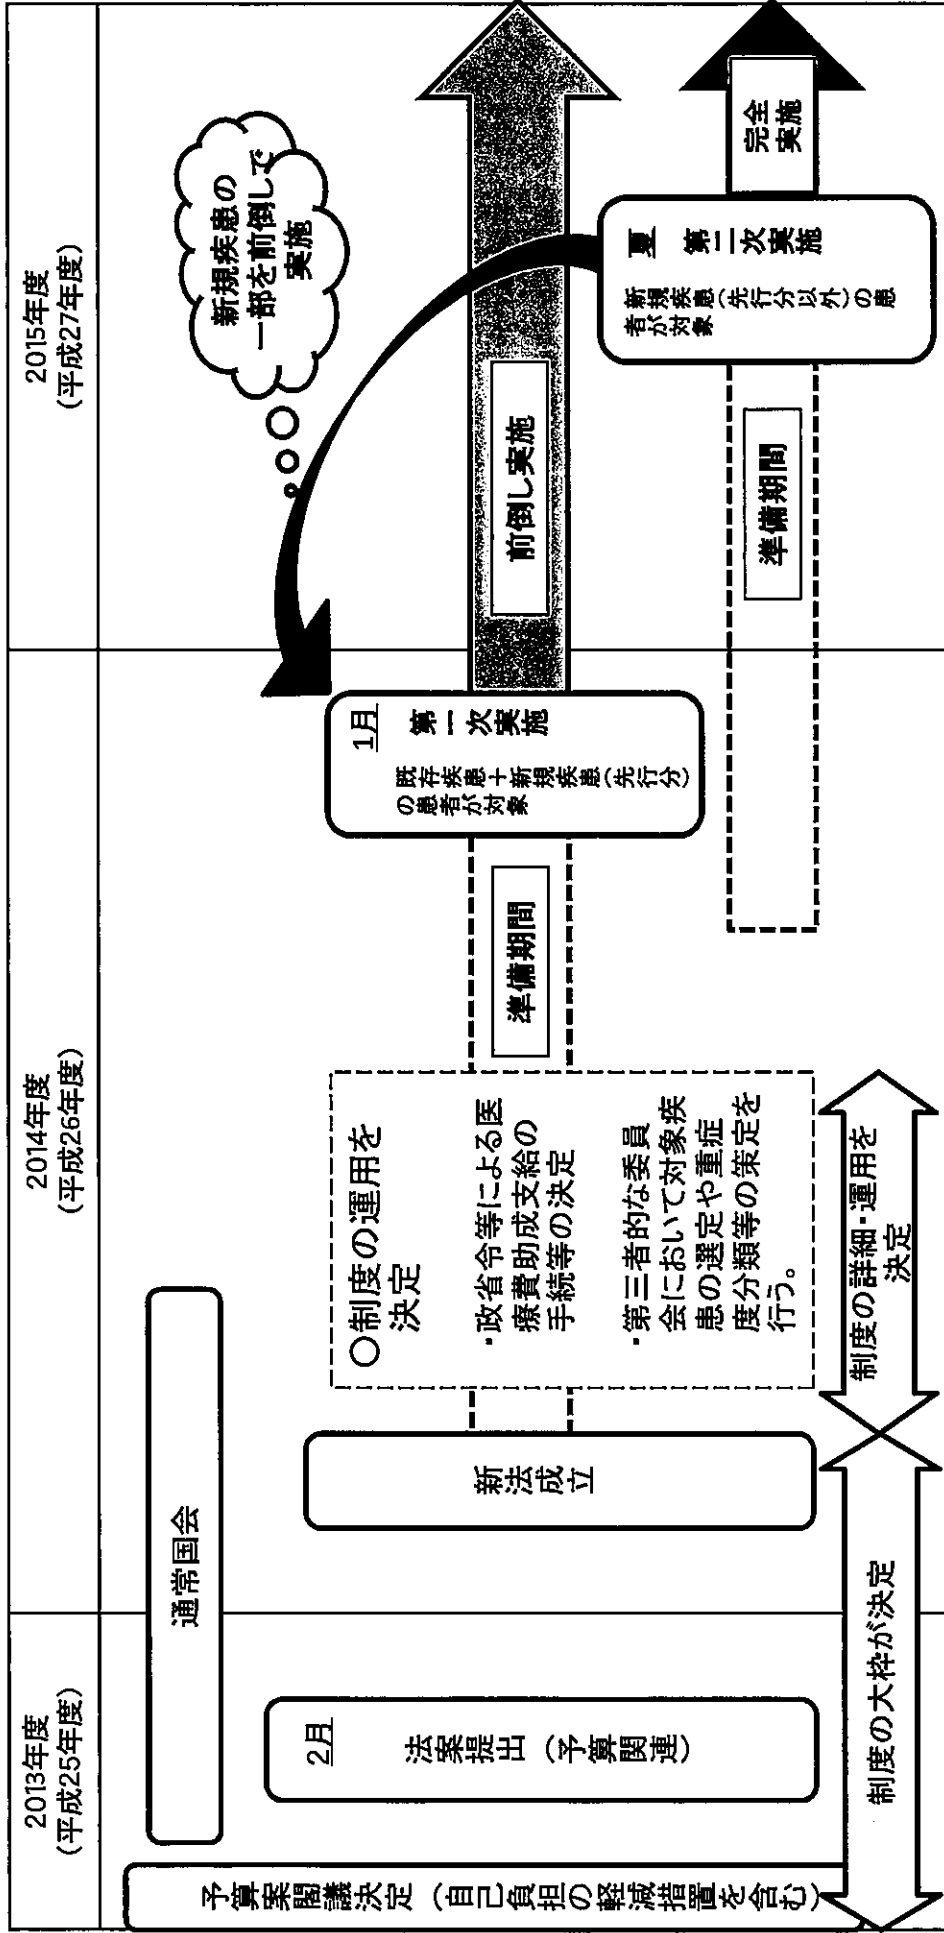 2013年度
(平成25年度)
2014年度
(平成26年度)
2015年度
(平成27年度)
予算案閣議決定（自己負担の軽減措置を含む）
通常国会
2月
法案提出（予算関連）
新法成立
○制度の運用を
決定
・政省令等による医
療費助成支給の
手続等の決定
・第三者的な委員
会において対象疾
患の選定や重症
度分類等の策定を
行う。
準備期間
1月
第一次実施
既存疾患＋新規疾患(先行分)
の患者が対象
前倒し実施
新規疾患の
一部を前倒しで
実施
準備期間
夏
第二次実施
新規疾患(先行分以外)の患
者が対象
完全
実施
制度の大枠が決定
制度の詳細・運用を
決定